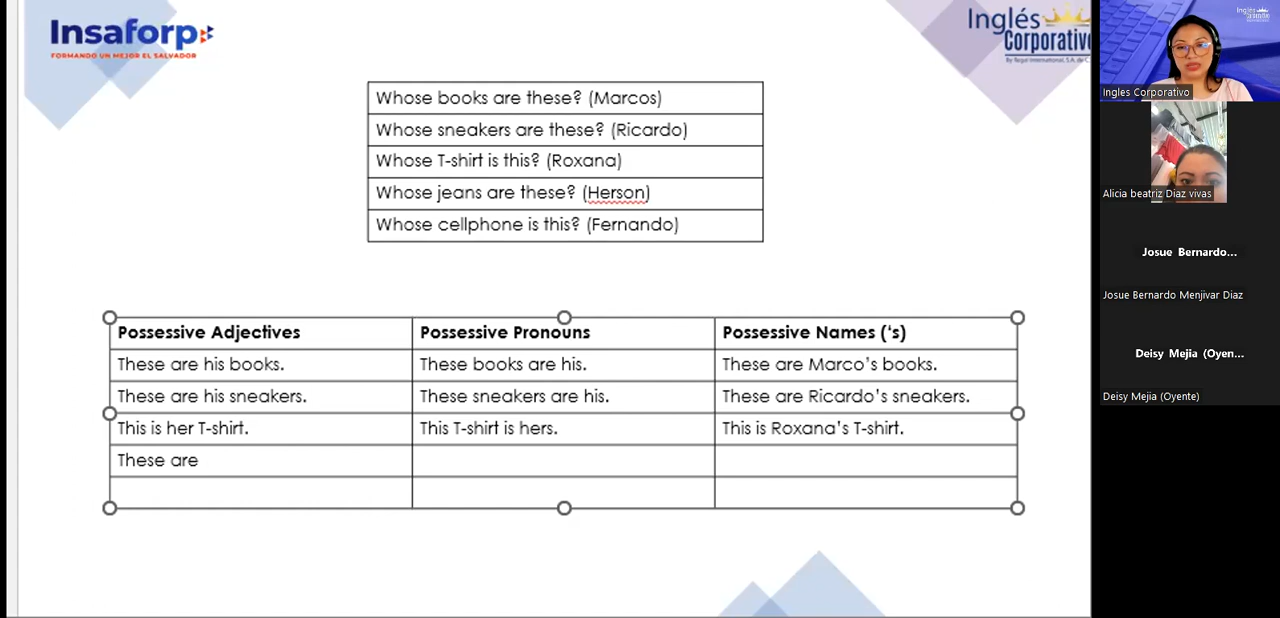 Insaforp
FORMANDO UN MEJOR EL SALVADOR
Inglés
Corporativo
Whose books are these? (Marcos)
Whose sneakers are these? (Ricardo)
Whose T-shirt is this? (Roxana)
Whose jeans are these? (Herson)
Whose cellphone is this? (Fernando)
Possessive Adjectives Possessive Pronouns Possessive Names (‘s)
These are his books. These books are his. These are Marco’s books.
These are his sneakers. These sneakers are his. These are Ricardo’s sneakers.
This is her T-shirt. This T-shirt is hers. This is Roxana’s T-shirt.
These are
Ingles Corporativo
Alicia beatriz Diaz vivas
Josue Bernardo...
Josue Bernardo Menjivar Diaz
Deisy Mejia (Oyen...
Deisy Mejia (Oyente)